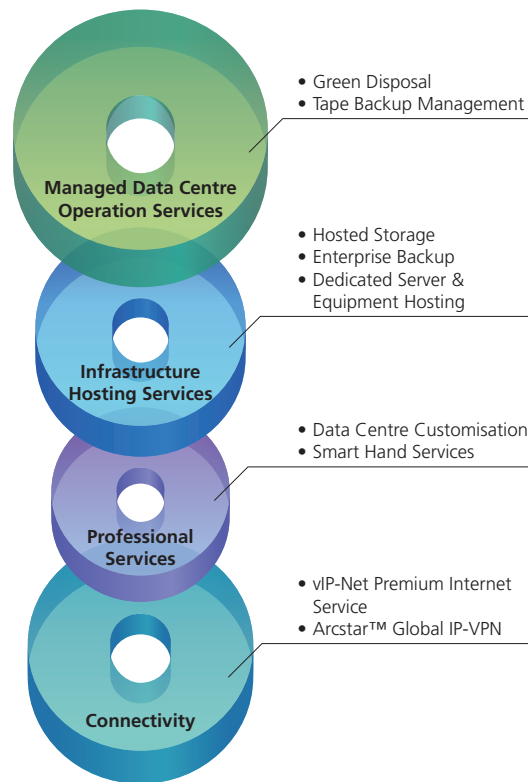 • Green Disposal
• Tape Backup Management
Managed Data Centre
Operation Services
• Hosted Storage
• Enterprise Backup
• Dedicated Server &
Equipment Hosting
Infrastructure
Hosting Services
• Data Centre Customisation
• Smart Hand Services
Professional
Services
• vIP-Net Premium Internet
Service
• Arcstar™ Global IP-VPN
Connectivity